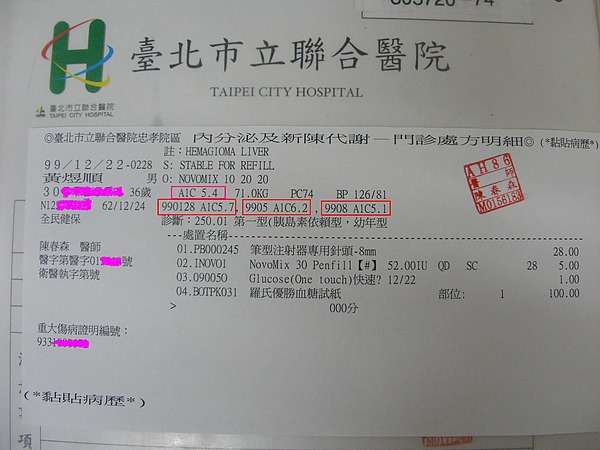 臺北市立聯合醫院
TAIPEI CITY HOSPITAL
臺北市立聯合醫院
TAIPEI CITY HOSPITAL
◎臺北市立聯合醫院忠孝院區 內分泌及新陳代謝－門診處方明細◎ (*黏貼病歷*)
註: HEMAGIOMA LIVER
99/12/22-0228 S: STABLE FOR REFILL
黃煜順 O: NOVOMIX 10 20 20
30 36歲 A1C 5.4 71.0KG PC74 BP 126/81
N12 62/12/24 990128 A1C5.7, 9905 A1C6.2 , 9908 A1C5.1
全民健保 診斷: 250.01 第一型(胰島素依賴型, 幼年型
---處置名稱---
陳春森 醫師 01.PB000245 筆型注射器專用針頭-8mm 28.00
醫字第醫字01號 02.INOV01 NovoMix 30 Penfill【#】 52.00IU QD SC 28 5.00
衛醫執字第號 03.090050 Glucose(One touch)快速? 12/22 1.00
04.BOTPK031 羅氏優勝血糖試紙 部位: 1 100.00
> 000分
重大傷病證明編號:
933
(*黏貼病歷*)
AH86
醫師
陳春森
M0156183
項